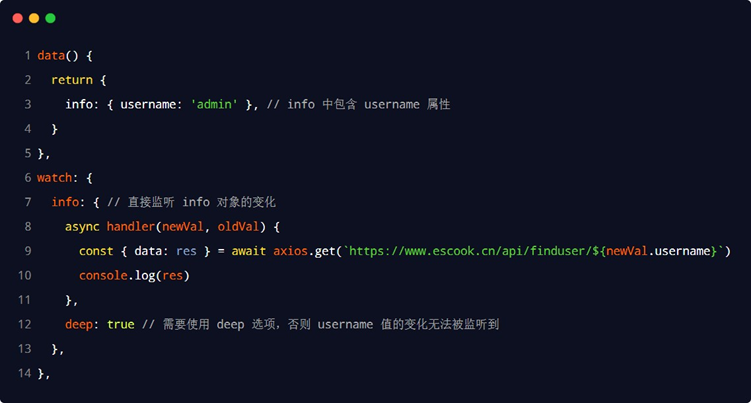 1 data() {
2   return {
3     info: { username: 'admin' }, // info 中包含 username 属性
4   }
5 },
6 watch: {
7   info: { // 直接监听 info 对象的变化
8     async handler(newVal, oldVal) {
9       const { data: res } = await axios.get(`https://www.escook.cn/api/finduser/${newVal.username}`)
10       console.log(res)
11     },
12     deep: true // 需要使用 deep 选项，否则 username 值的变化无法被监听到
13   },
14 },